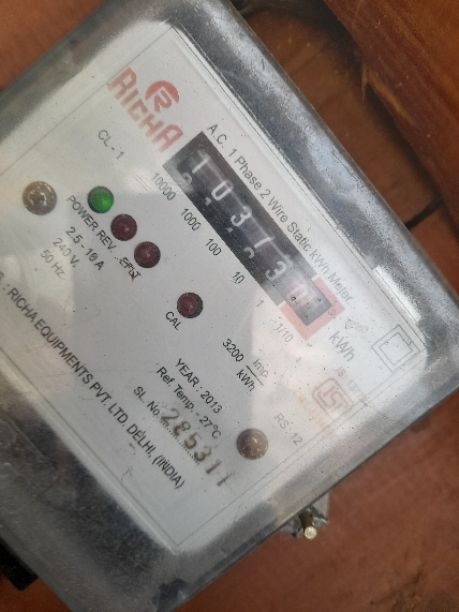 RICHA
A.C. 1 Phase 2 Wire Static kWh Meter
CL - 1
10000 1000 100 10 1 1/10
10373
kWh
POWER REV. E/F
2.5 - 10 A
240 V.
50 Hz.
CAL
3200 imp./kWh
YEAR : 2013
Ref. Temp. - 27°C
SL. No. 285311
RS : 12
RICHA EQUIPMENTS PVT. LTD. DELHI, (INDIA)